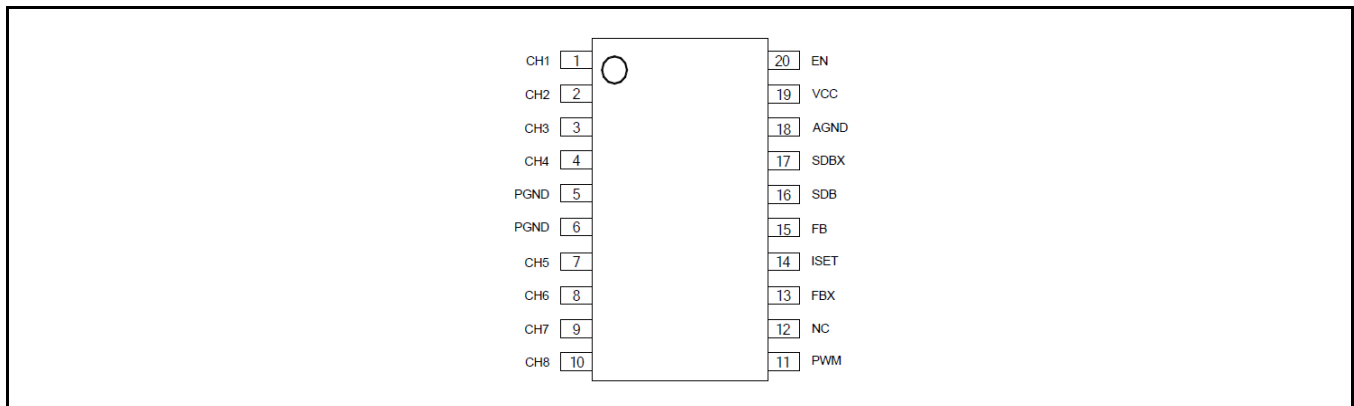 CH1 1 20 EN
CH2 2 19 VCC
CH3 3 18 AGND
CH4 4 17 SDBX
PGND 5 16 SDB
PGND 6 15 FB
CH5 7 14 ISET
CH6 8 13 FBX
CH7 9 12 NC
CH8 10 11 PWM